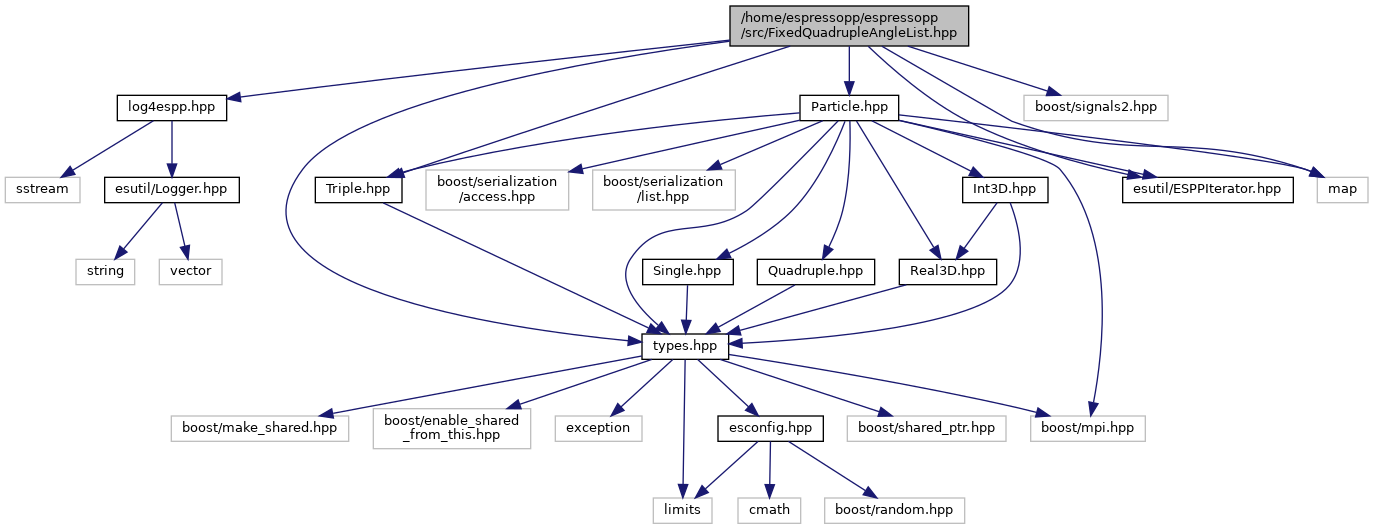 /home/espressopp/espressopp
/src/FixedQuadrupleAngleList.hpp
log4espp.hpp
Particle.hpp
boost/signals2.hpp
sstream
esutil/Logger.hpp
Triple.hpp
boost/serialization
/access.hpp
boost/serialization
/list.hpp
Int3D.hpp
esutil/ESPPIterator.hpp
map
string
vector
Single.hpp
Quadruple.hpp
Real3D.hpp
types.hpp
boost/make_shared.hpp
boost/enable_shared
_from_this.hpp
exception
esconfig.hpp
boost/shared_ptr.hpp
boost/mpi.hpp
limits
cmath
boost/random.hpp